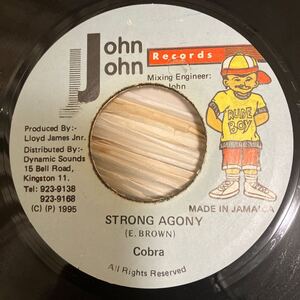 John
John
Records
Mixing Engineer:
John
RUDE
BOY
Produced By:-
Lloyd James Jnr.
Distributed By:-
Dynamic Sounds
15 Bell Road,
Kingston 11.
Tel: 923-9138
923-9168
(C) (P) 1995
MADE IN JAMAICA
STRONG AGONY
(E. BROWN)
Cobra
All Rights Reserved